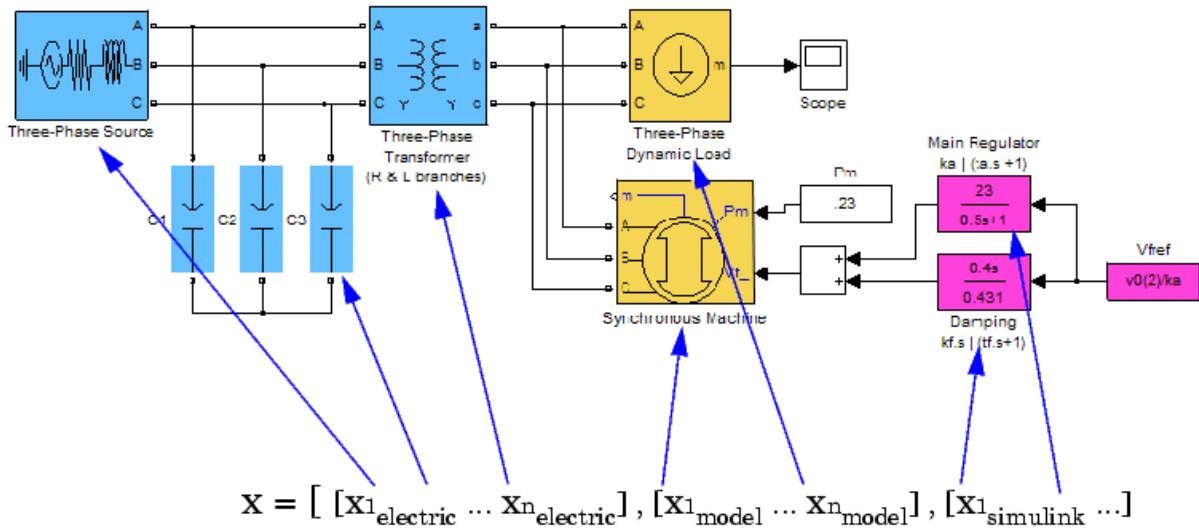 A
B
C
Three-Phase Source
A
B
C
Y Y
a
b
c
Three-Phase
Transformer
(R & L branches)
A
B
C
m
Three-Phase
Dynamic Load
Scope
C1
C2
C3
m
A
B
C
Pm
Vf_
Synchronous Machine
Pm
.23
+
+
Main Regulator
ka | (ta.s +1)
23
0.5s+1
0.4s
0.431
Damping
kf.s | (tf.s+1)
Vfref
v0(2)/ka
x = [ [x1electric ... xnelectric] , [x1model ... xnmodel] , [x1simulink ...]